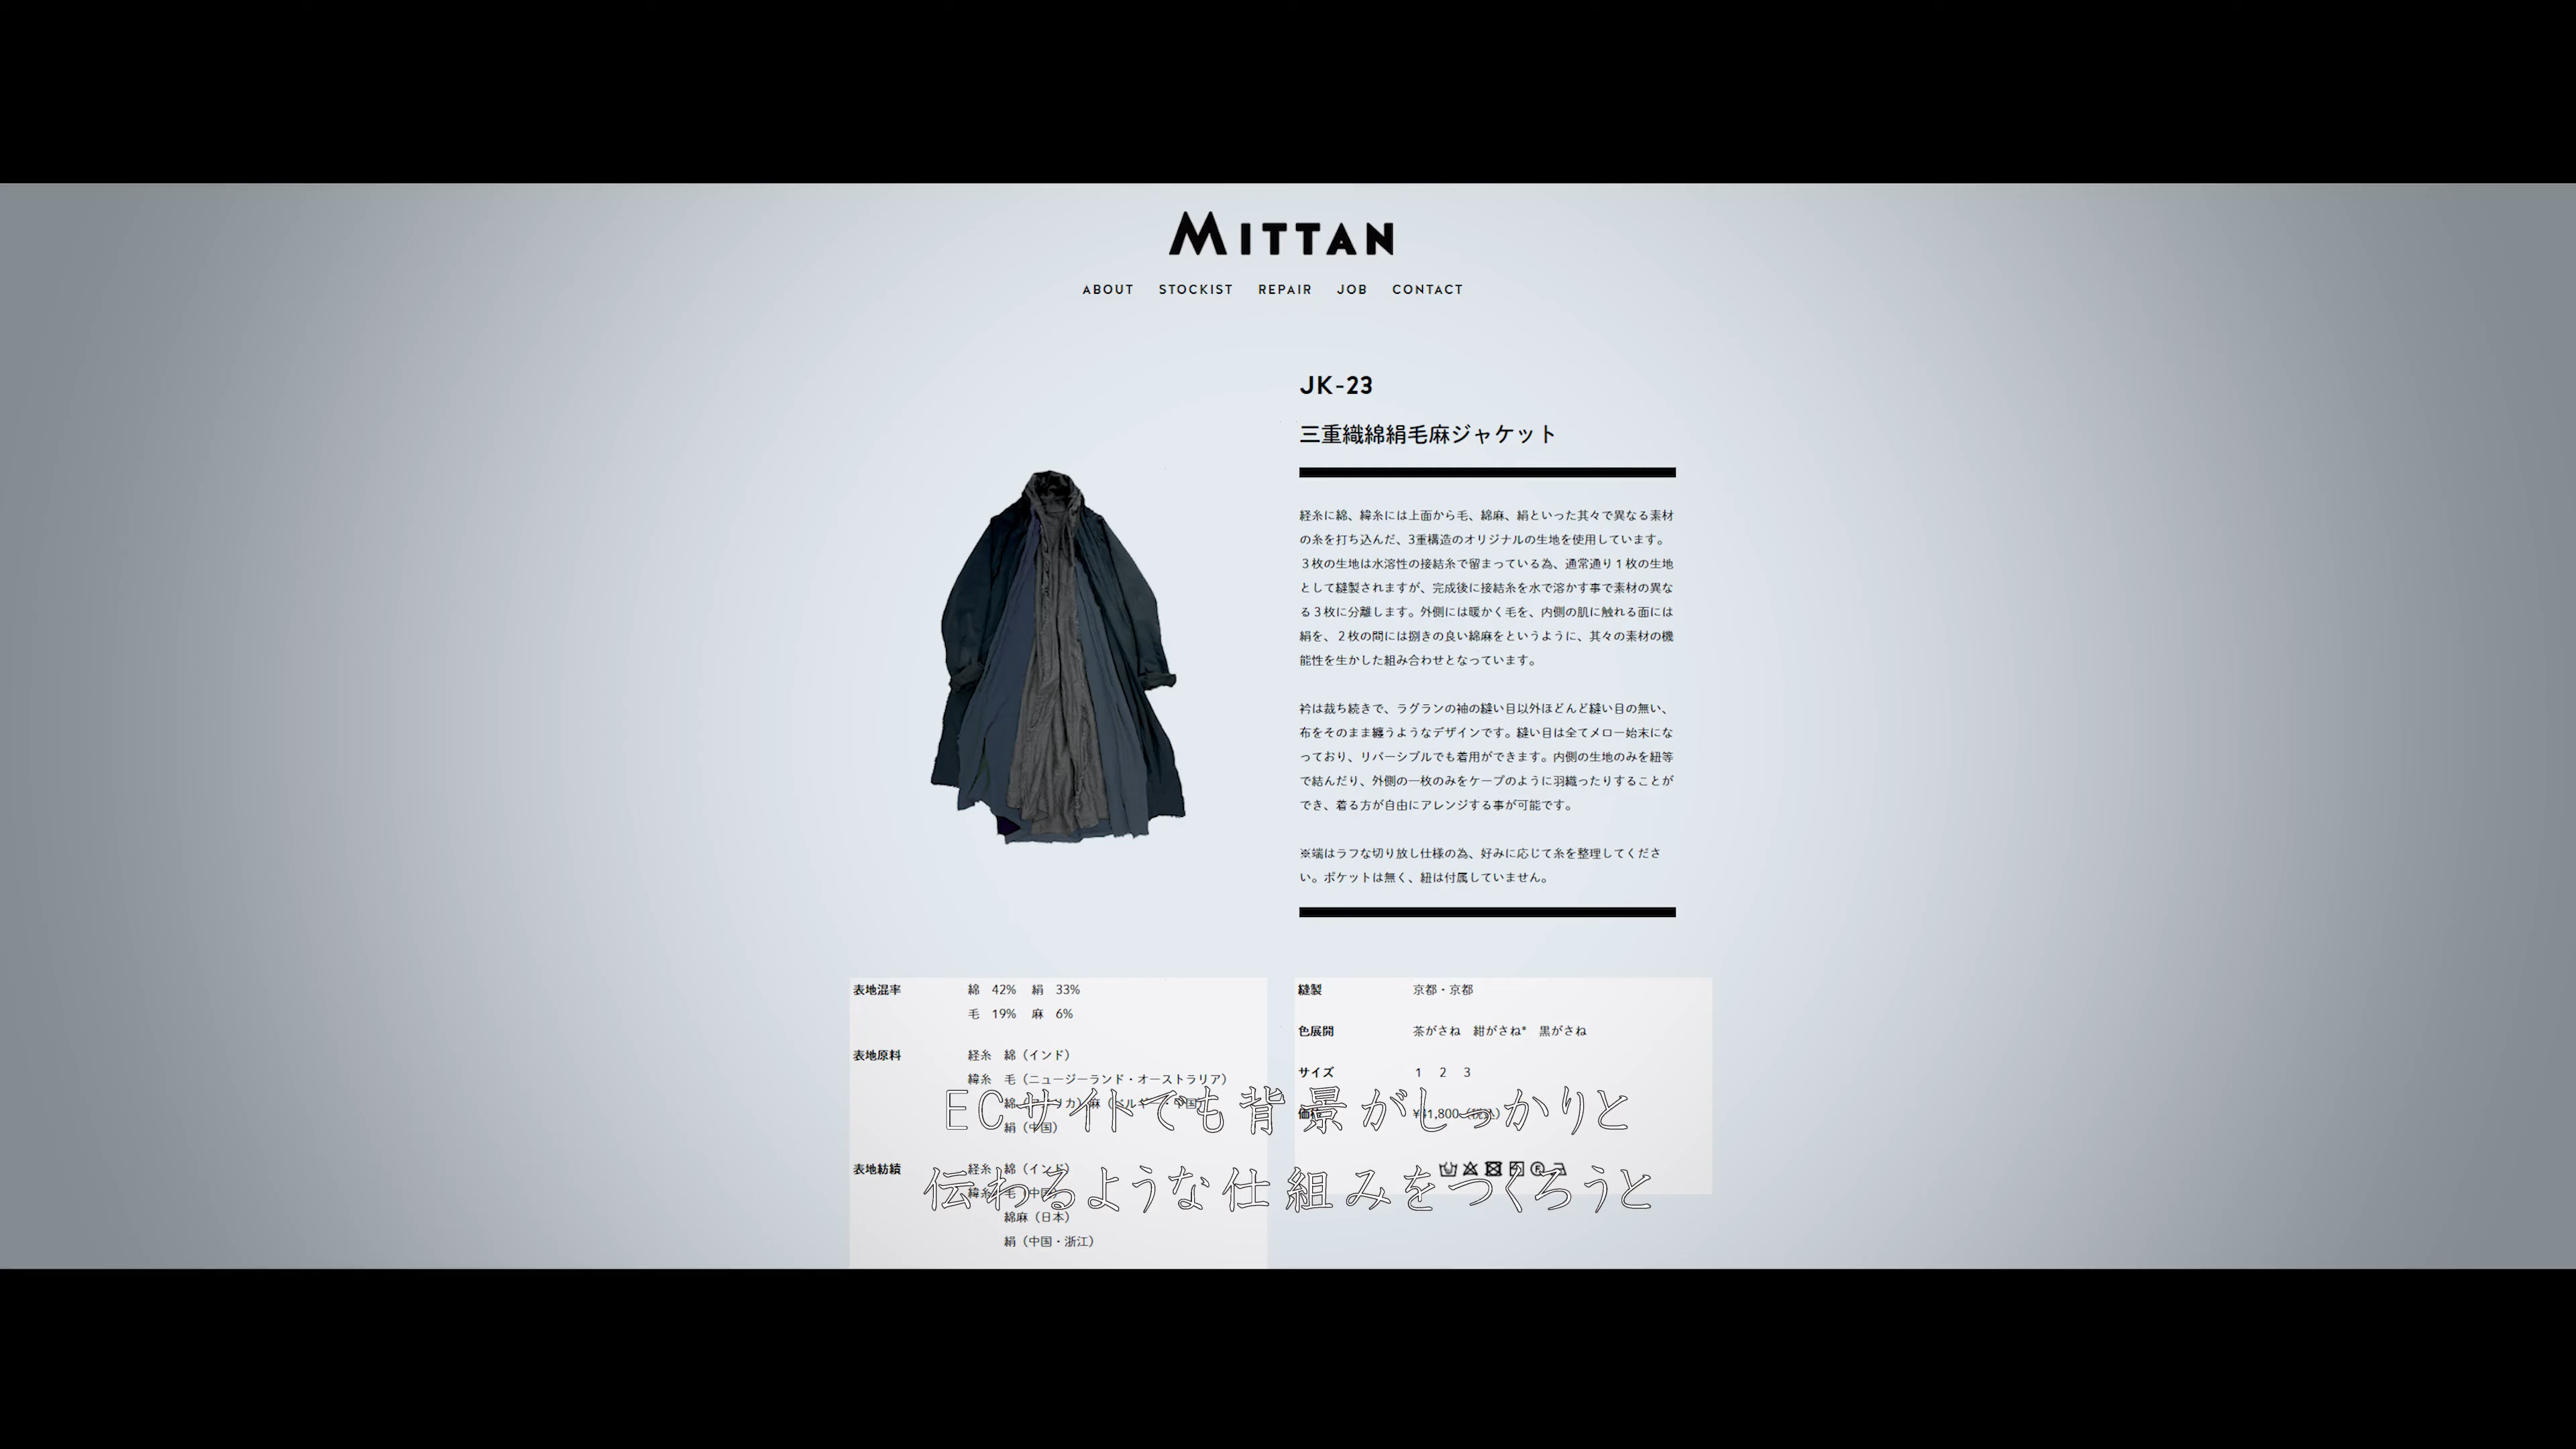 MITTAN
ABOUT STOCKIST REPAIR JOB CONTACT
JK-23
三重織綿絹毛麻ジャケット
経糸に綿、緯糸には上面から毛、綿麻、絹といった其々で異なる素材
の糸を打ち込んだ、3重構造のオリジナルの生地を使用しています。
３枚の生地は水溶性の接結糸で留まっている為、通常通り１枚の生地
として縫製されますが、完成後に接結糸を水で溶かす事で素材の異な
る３枚に分離します。外側には暖かく毛を、内側の肌に触れる面には
絹を、２枚の間には捌きの良い綿麻をというように、其々の素材の機
能性を生かした組み合わせとなっています。
衿は裁ち続きで、ラグランの袖の縫い目以外ほどんど縫い目の無い、
布をそのまま纏うようなデザインです。縫い目は全てメロー始末にな
っており、リバーシブルでも着用ができます。内側の生地のみを紐等
で結んだり、外側の一枚のみをケープのように羽織ったりすることが
でき、着る方が自由にアレンジする事が可能です。
※端はラフな切り放し仕様の為、好みに応じて糸を整理してくださ
い。ポケットは無く、紐は付属していません。
表地混率 綿 42% 絹 33%
毛 19% 麻 6%
表地原料 経糸 綿（インド）
緯糸 毛（ニュージーランド・オーストラリア）
絹（中国）
表地紡績 経糸 綿（インド）
緯糸 毛（中国）
綿麻（日本）
絹（中国・浙江）
縫製 京都・京都
色展開 茶がさね 紺がさね* 黒がさね
サイズ 1 2 3
価格
ECサイトでも背景がしっかりと
伝わるような仕組みをつくろうと